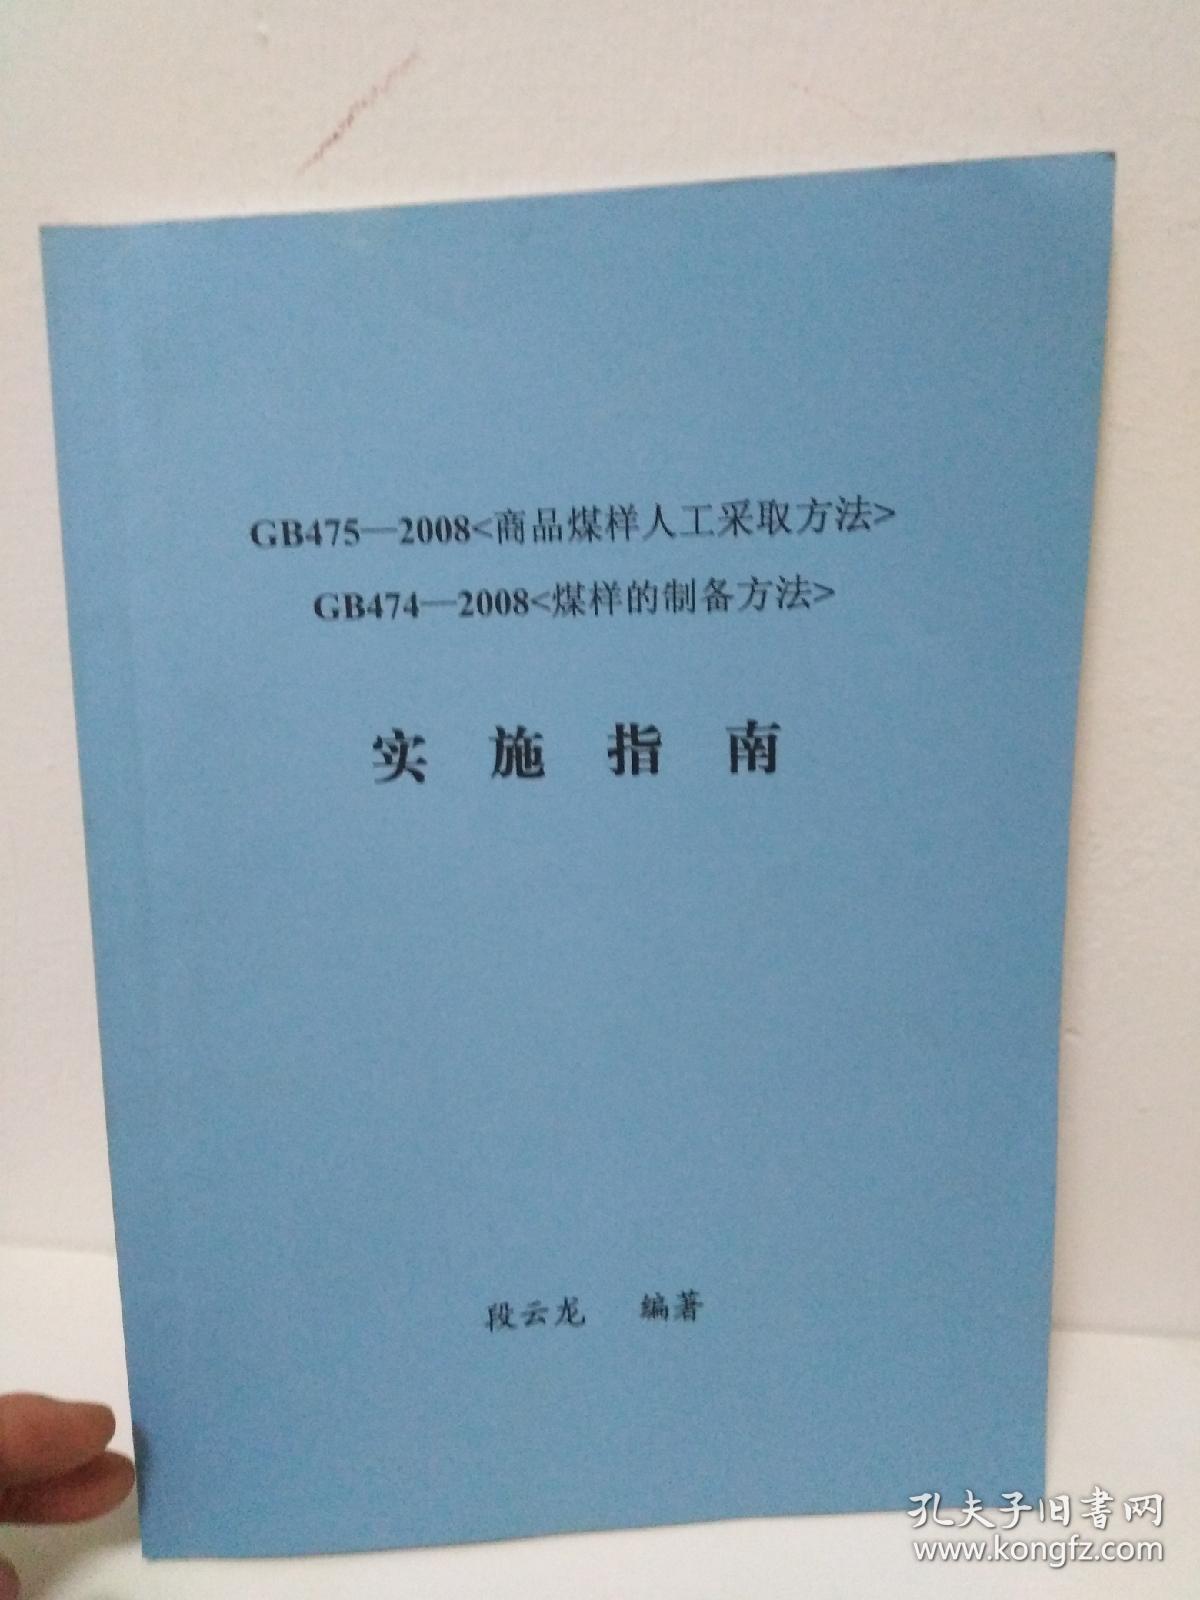 GB475—2008<商品煤样人工采取方法>
GB474—2008<煤样的制备方法>
实施指南
段云龙 编著
孔夫子旧书网
www.kongfz.com